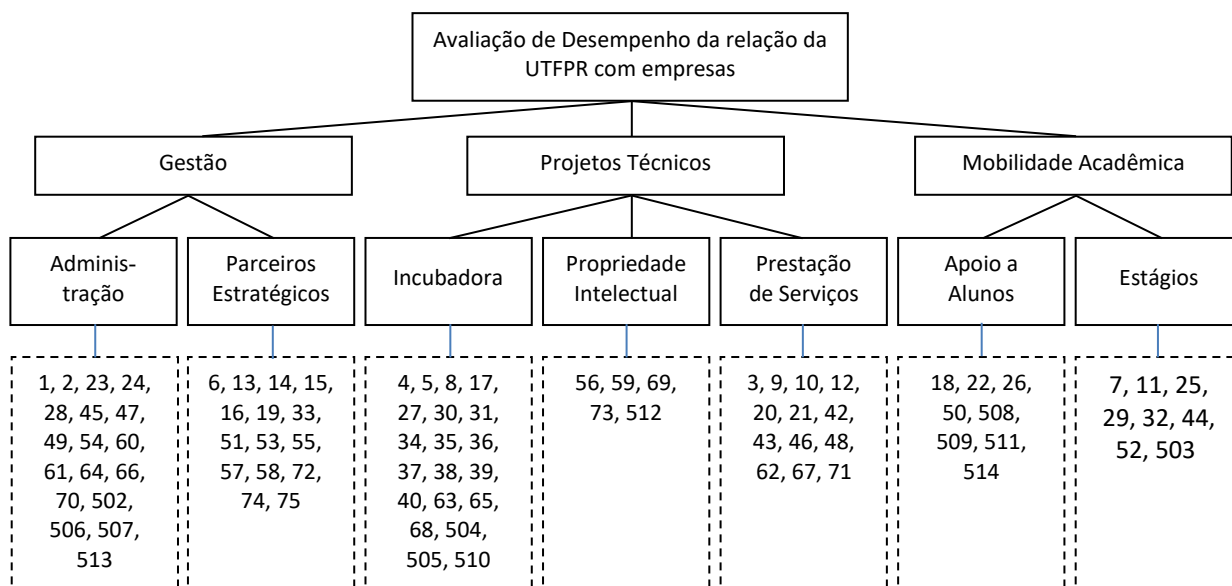 Avaliação de Desempenho da relação da
UTFPR com empresas
Gestão
Projetos Técnicos
Mobilidade Acadêmica
Adminis-
tração
Parceiros
Estratégicos
Incubadora
Propriedade
Intelectual
Prestação
de Serviços
Apoio a
Alunos
Estágios
1, 2, 23, 24,
28, 45, 47,
49, 54, 60,
61, 64, 66,
70, 502,
506, 507,
513
6, 13, 14, 15,
16, 19, 33,
51, 53, 55,
57, 58, 72,
74, 75
4, 5, 8, 17,
27, 30, 31,
34, 35, 36,
37, 38, 39,
40, 63, 65,
68, 504,
505, 510
56, 59, 69,
73, 512
3, 9, 10, 12,
20, 21, 42,
43, 46, 48,
62, 67, 71
18, 22, 26,
50, 508,
509, 511,
514
7, 11, 25,
29, 32, 44,
52, 503